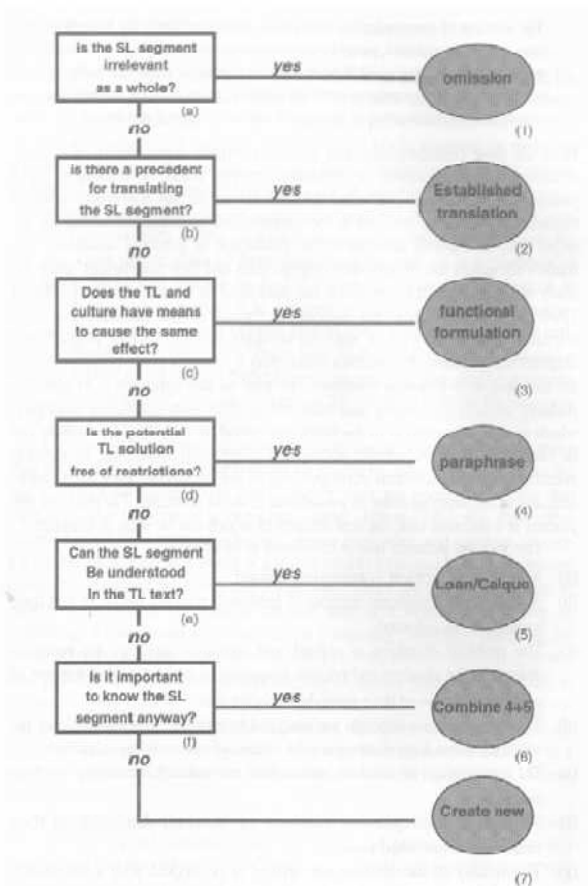 is the SL segment
irrelevant
as a whole?
yes
omission
(a)
(1)
no
is there a precedent
for translating
the SL segment?
yes
Established
translation
(b)
(2)
no
Does the TL and
culture have means
to cause the same
effect?
yes
functional
formulation
(c)
(3)
no
Is the potential
TL solution
free of restrictions?
yes
paraphrase
(d)
(4)
no
Can the SL segment
Be understood
In the TL text?
yes
Loan/Calque
(e)
(5)
no
Is it important
to know the SL
segment anyway?
yes
Combine 4+5
(f)
(6)
no
Create new
(7)